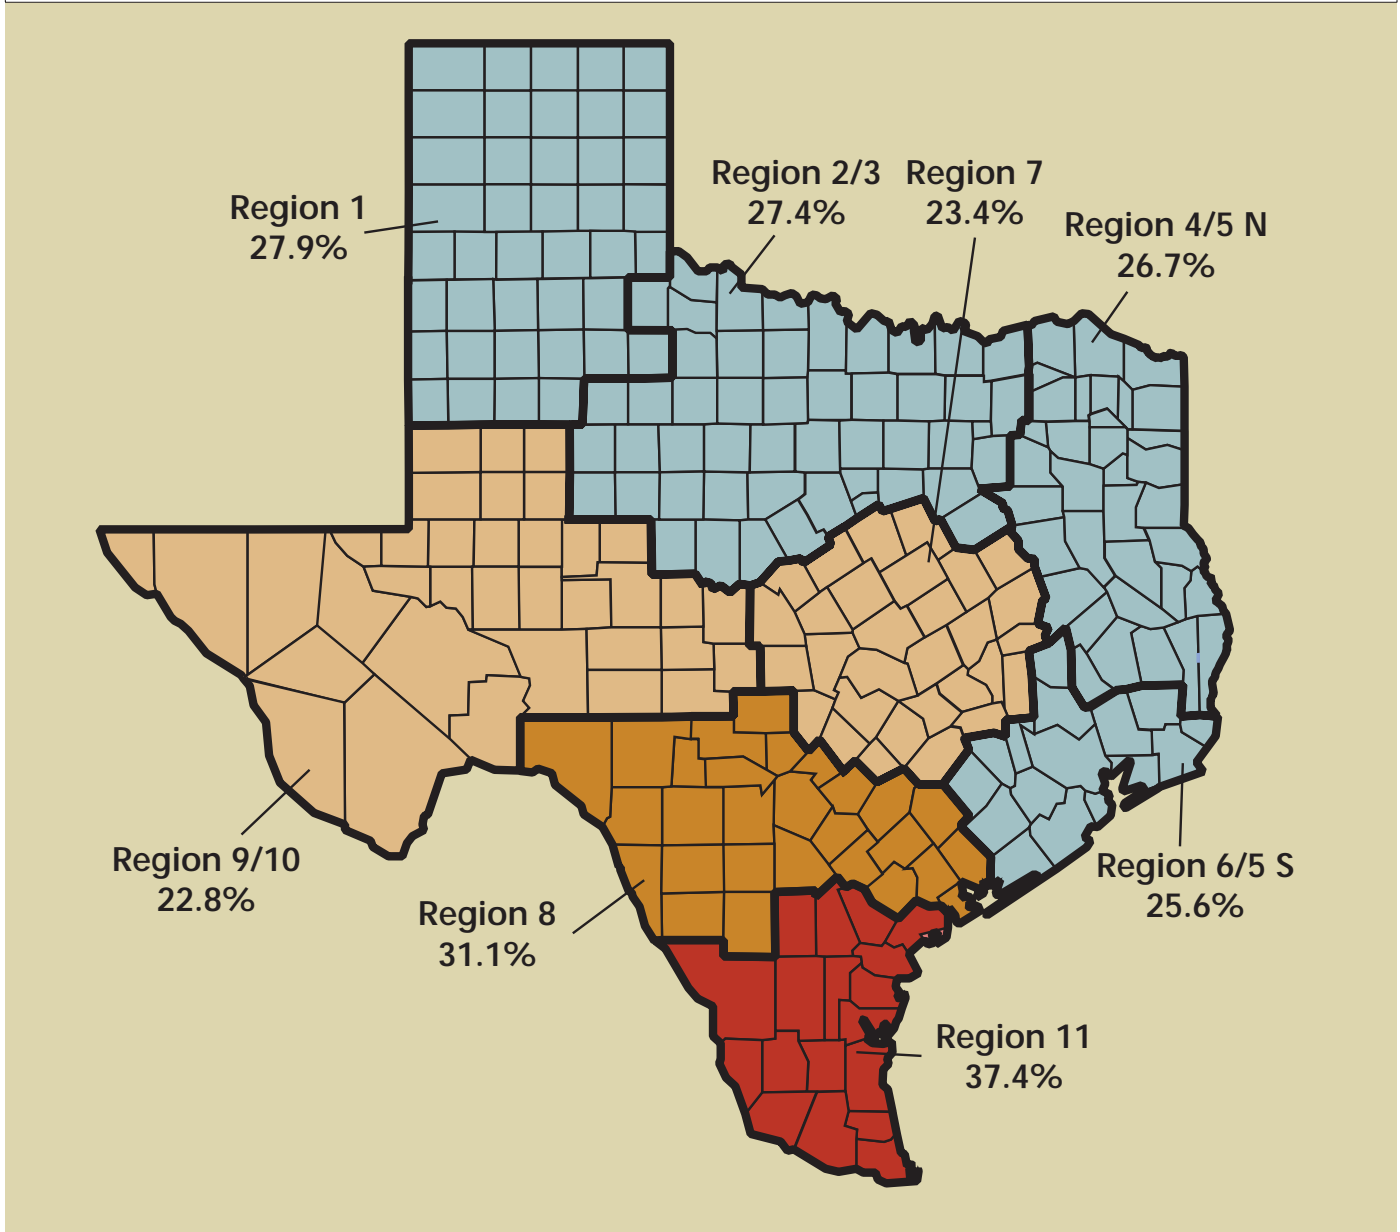 Region 2/3
27.4%
Region 7
23.4%
Region 1
27.9%
Region 4/5 N
26.7%
Region 9/10
22.8%
Region 6/5 S
25.6%
Region 8
31.1%
Region 11
37.4%